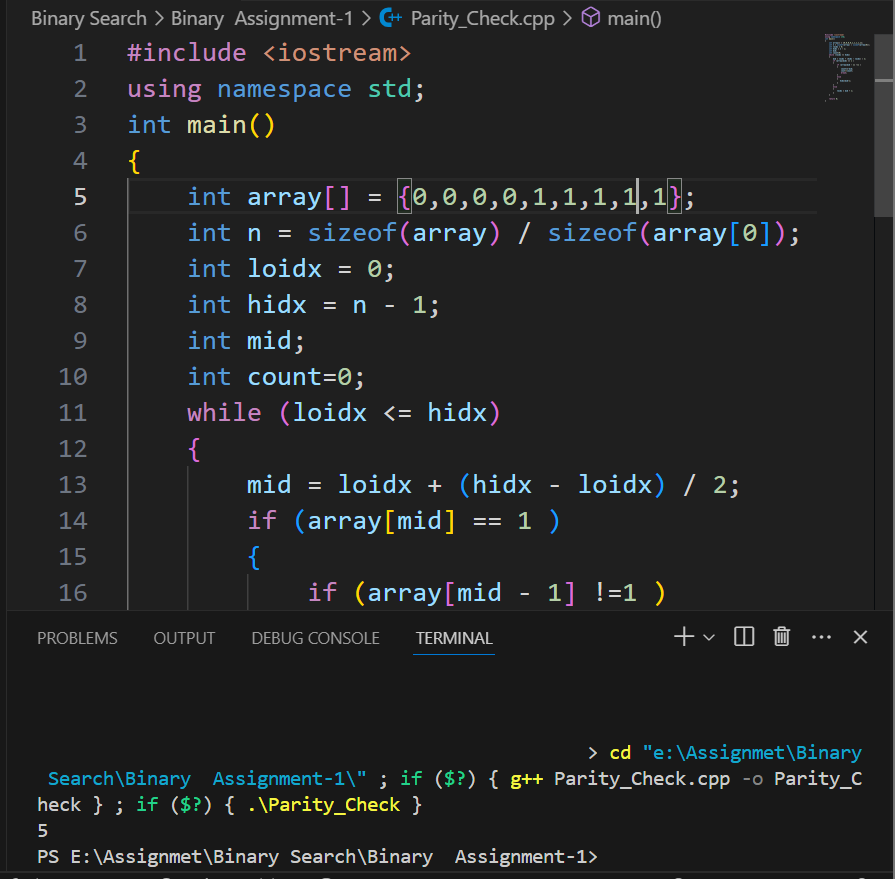 Binary Search > Binary  Assignment-1 > Parity_Check.cpp > main()
1 #include <iostream>
2 using namespace std;
3 int main()
4 {
5     int array[] = {0,0,0,0,1,1,1,1,1};
6     int n = sizeof(array) / sizeof(array[0]);
7     int loidx = 0;
8     int hidx = n - 1;
9     int mid;
10     int count=0;
11     while (loidx <= hidx)
12     {
13         mid = loidx + (hidx - loidx) / 2;
14         if (array[mid] == 1 )
15         {
16             if (array[mid - 1] !=1 )
PROBLEMS OUTPUT DEBUG CONSOLE TERMINAL
> cd "e:\Assignmet\Binary
 Search\Binary  Assignment-1\" ; if ($?) { g++ Parity_Check.cpp -o Parity_C
heck } ; if ($?) { .\Parity_Check }
5
PS E:\Assignmet\Binary Search\Binary  Assignment-1>